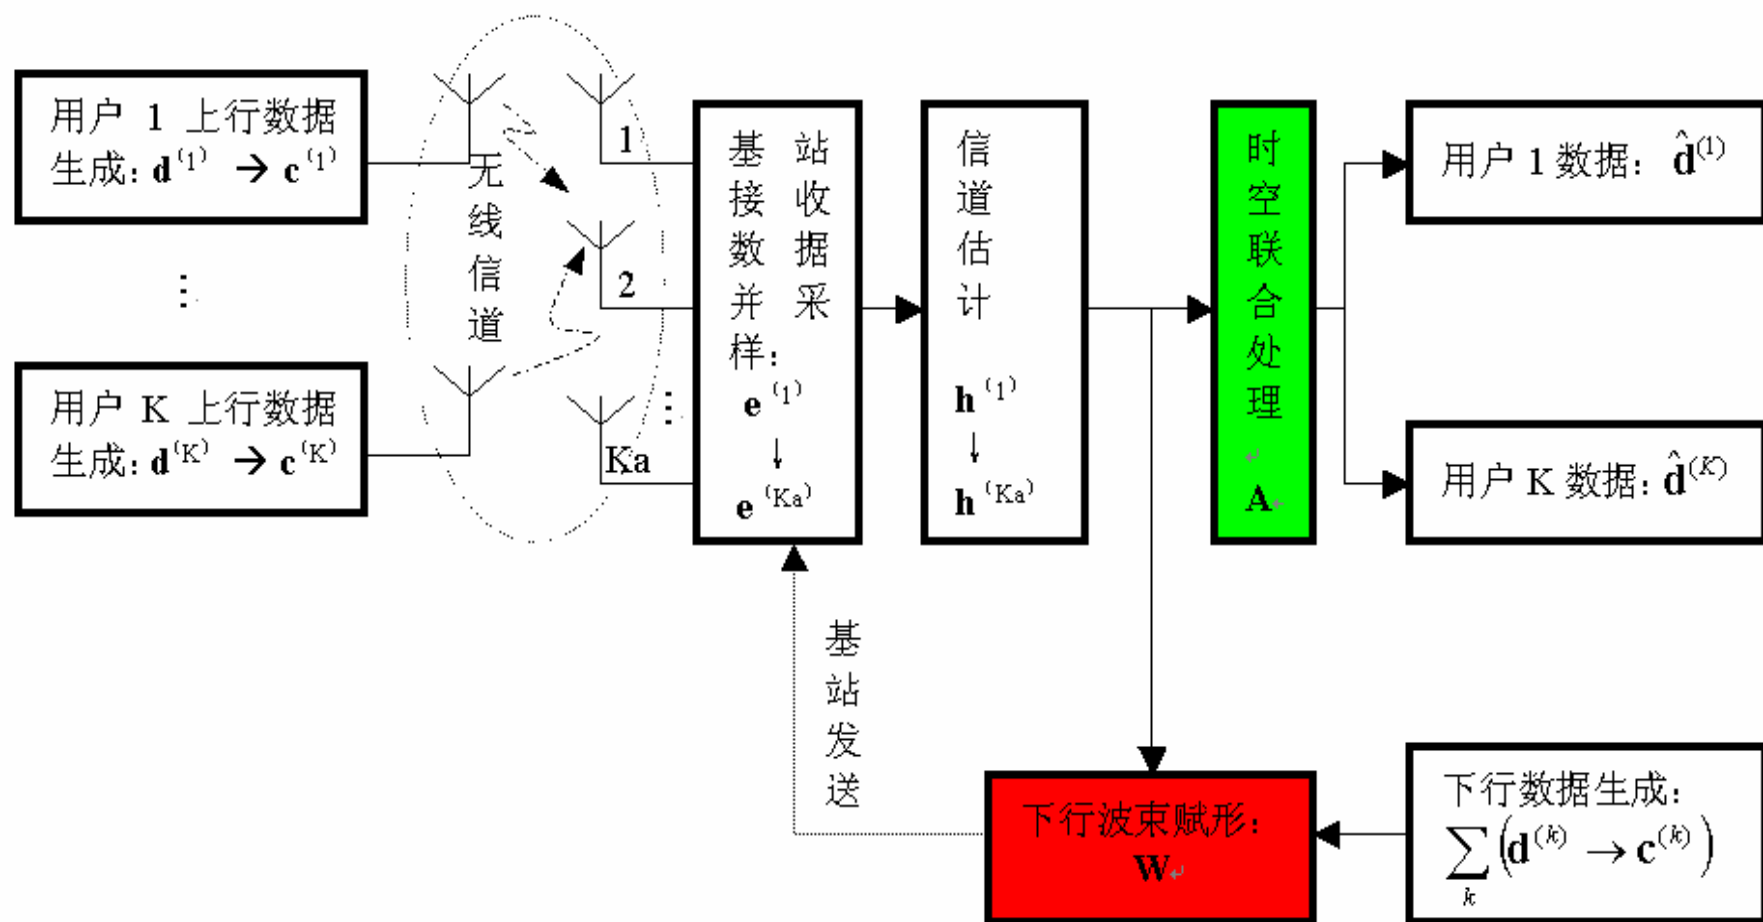 用户 1 上行数据
生成: d⁽¹⁾ → c⁽¹⁾
⋮
用户 K 上行数据
生成: d⁽ᴷ⁾ → c⁽ᴷ⁾
无线信道
1
2
⋮
Ka
基站
接收
数据
并采
样:
e⁽¹⁾
↓
e⁽ᴷᵃ⁾
信道估计
h⁽¹⁾
↓
h⁽ᴷᵃ⁾
时空联合处理↵
A↵
用户 1 数据: d̂⁽¹⁾
用户 K 数据: d̂⁽ᴷ⁾
基站发送
下行波束赋形:
W↵
下行数据生成:
∑ₖ(d⁽ᵏ⁾ → c⁽ᵏ⁾)